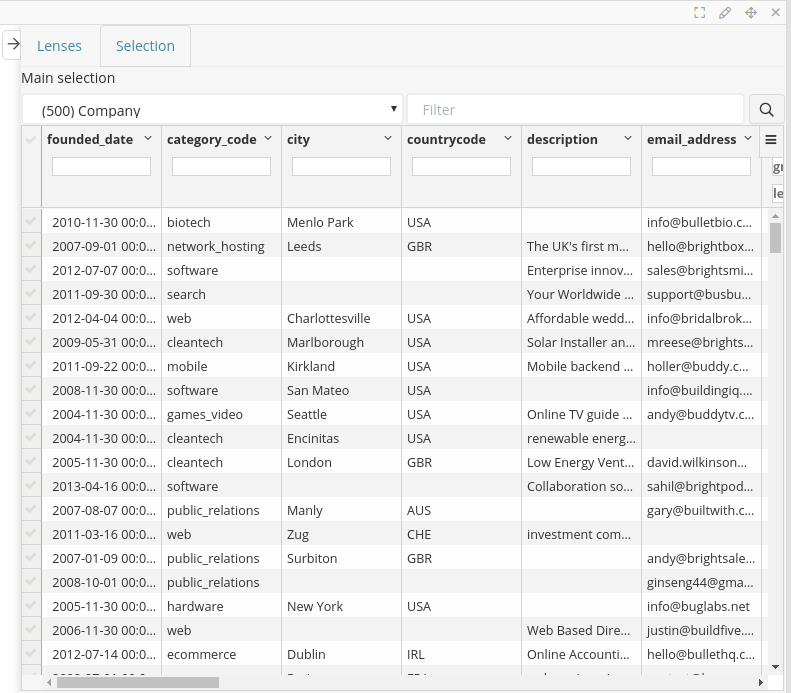 Lenses Selection
Main selection
(500) Company Filter
founded_date category_code city countrycode description email_address
gr
le
2010-11-30 00:0... biotech Menlo Park USA info@bulletbio.c...
2007-09-01 00:0... network_hosting Leeds GBR The UK's first m... hello@brightbox...
2012-07-07 00:0... software Enterprise innov... sales@brightsmi...
2011-09-30 00:0... search Your Worldwide ... support@busbu...
2012-04-04 00:0... web Charlottesville USA Affordable wedd... info@bridalbrok...
2009-05-31 00:0... cleantech Marlborough USA Solar Installer an... mreese@brights...
2011-09-22 00:0... mobile Kirkland USA Mobile backend ... holler@buddy.c...
2008-11-30 00:0... software San Mateo USA info@buildingiq....
2004-11-30 00:0... games_video Seattle USA Online TV guide ... andy@buddytv.c...
2004-11-30 00:0... cleantech Encinitas USA renewable energ...
2005-11-30 00:0... cleantech London GBR Low Energy Vent... david.wilkinson...
2013-04-16 00:0... software Collaboration so... sahil@brightpod...
2007-08-07 00:0... public_relations Manly AUS gary@builtwith.c...
2011-03-16 00:0... web Zug CHE investment com...
2007-01-09 00:0... public_relations Surbiton GBR andy@brightsale...
2008-10-01 00:0... public_relations ginseng44@gma...
2005-11-30 00:0... hardware New York USA info@buglabs.net
2006-11-30 00:0... web Web Based Dire... justin@buildfive....
2012-07-14 00:0... ecommerce Dublin IRL Online Accounti... hello@bullethq.c...